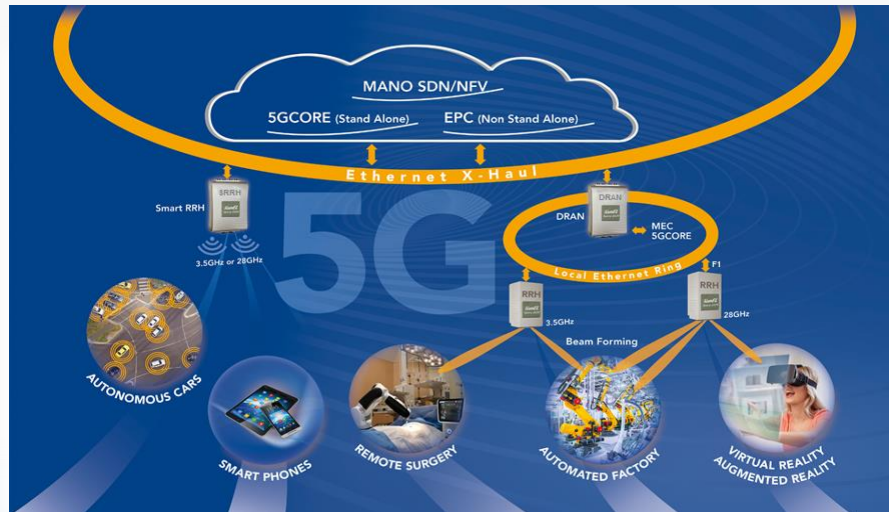 MANO SDN/NFV
5GCORE (Stand Alone)
EPC (Non Stand Alone)
Ethernet X-Haul
SRRH
Smart RRH
3.5GHz or 28GHz
5G
DRAN
DRAN
MEC
5GCORE
Local Ethernet Ring
F1
RRH
3.5GHz
RRH
28GHz
Beam Forming
AUTONOMOUS CARS
SMART PHONES
REMOTE SURGERY
AUTOMATED FACTORY
VIRTUAL REALITY
AUGMENTED REALITY